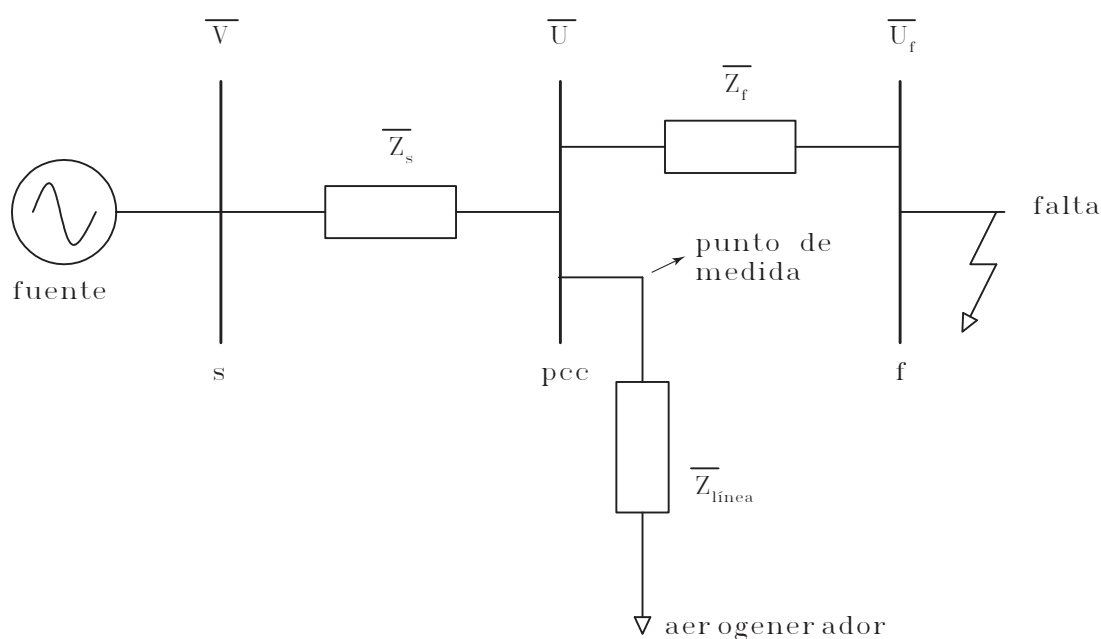 V
U
U_f
Z_f
Z_s
falta
punto de
medida
fuente
s
pcc
f
Z_línea
aerogenerador